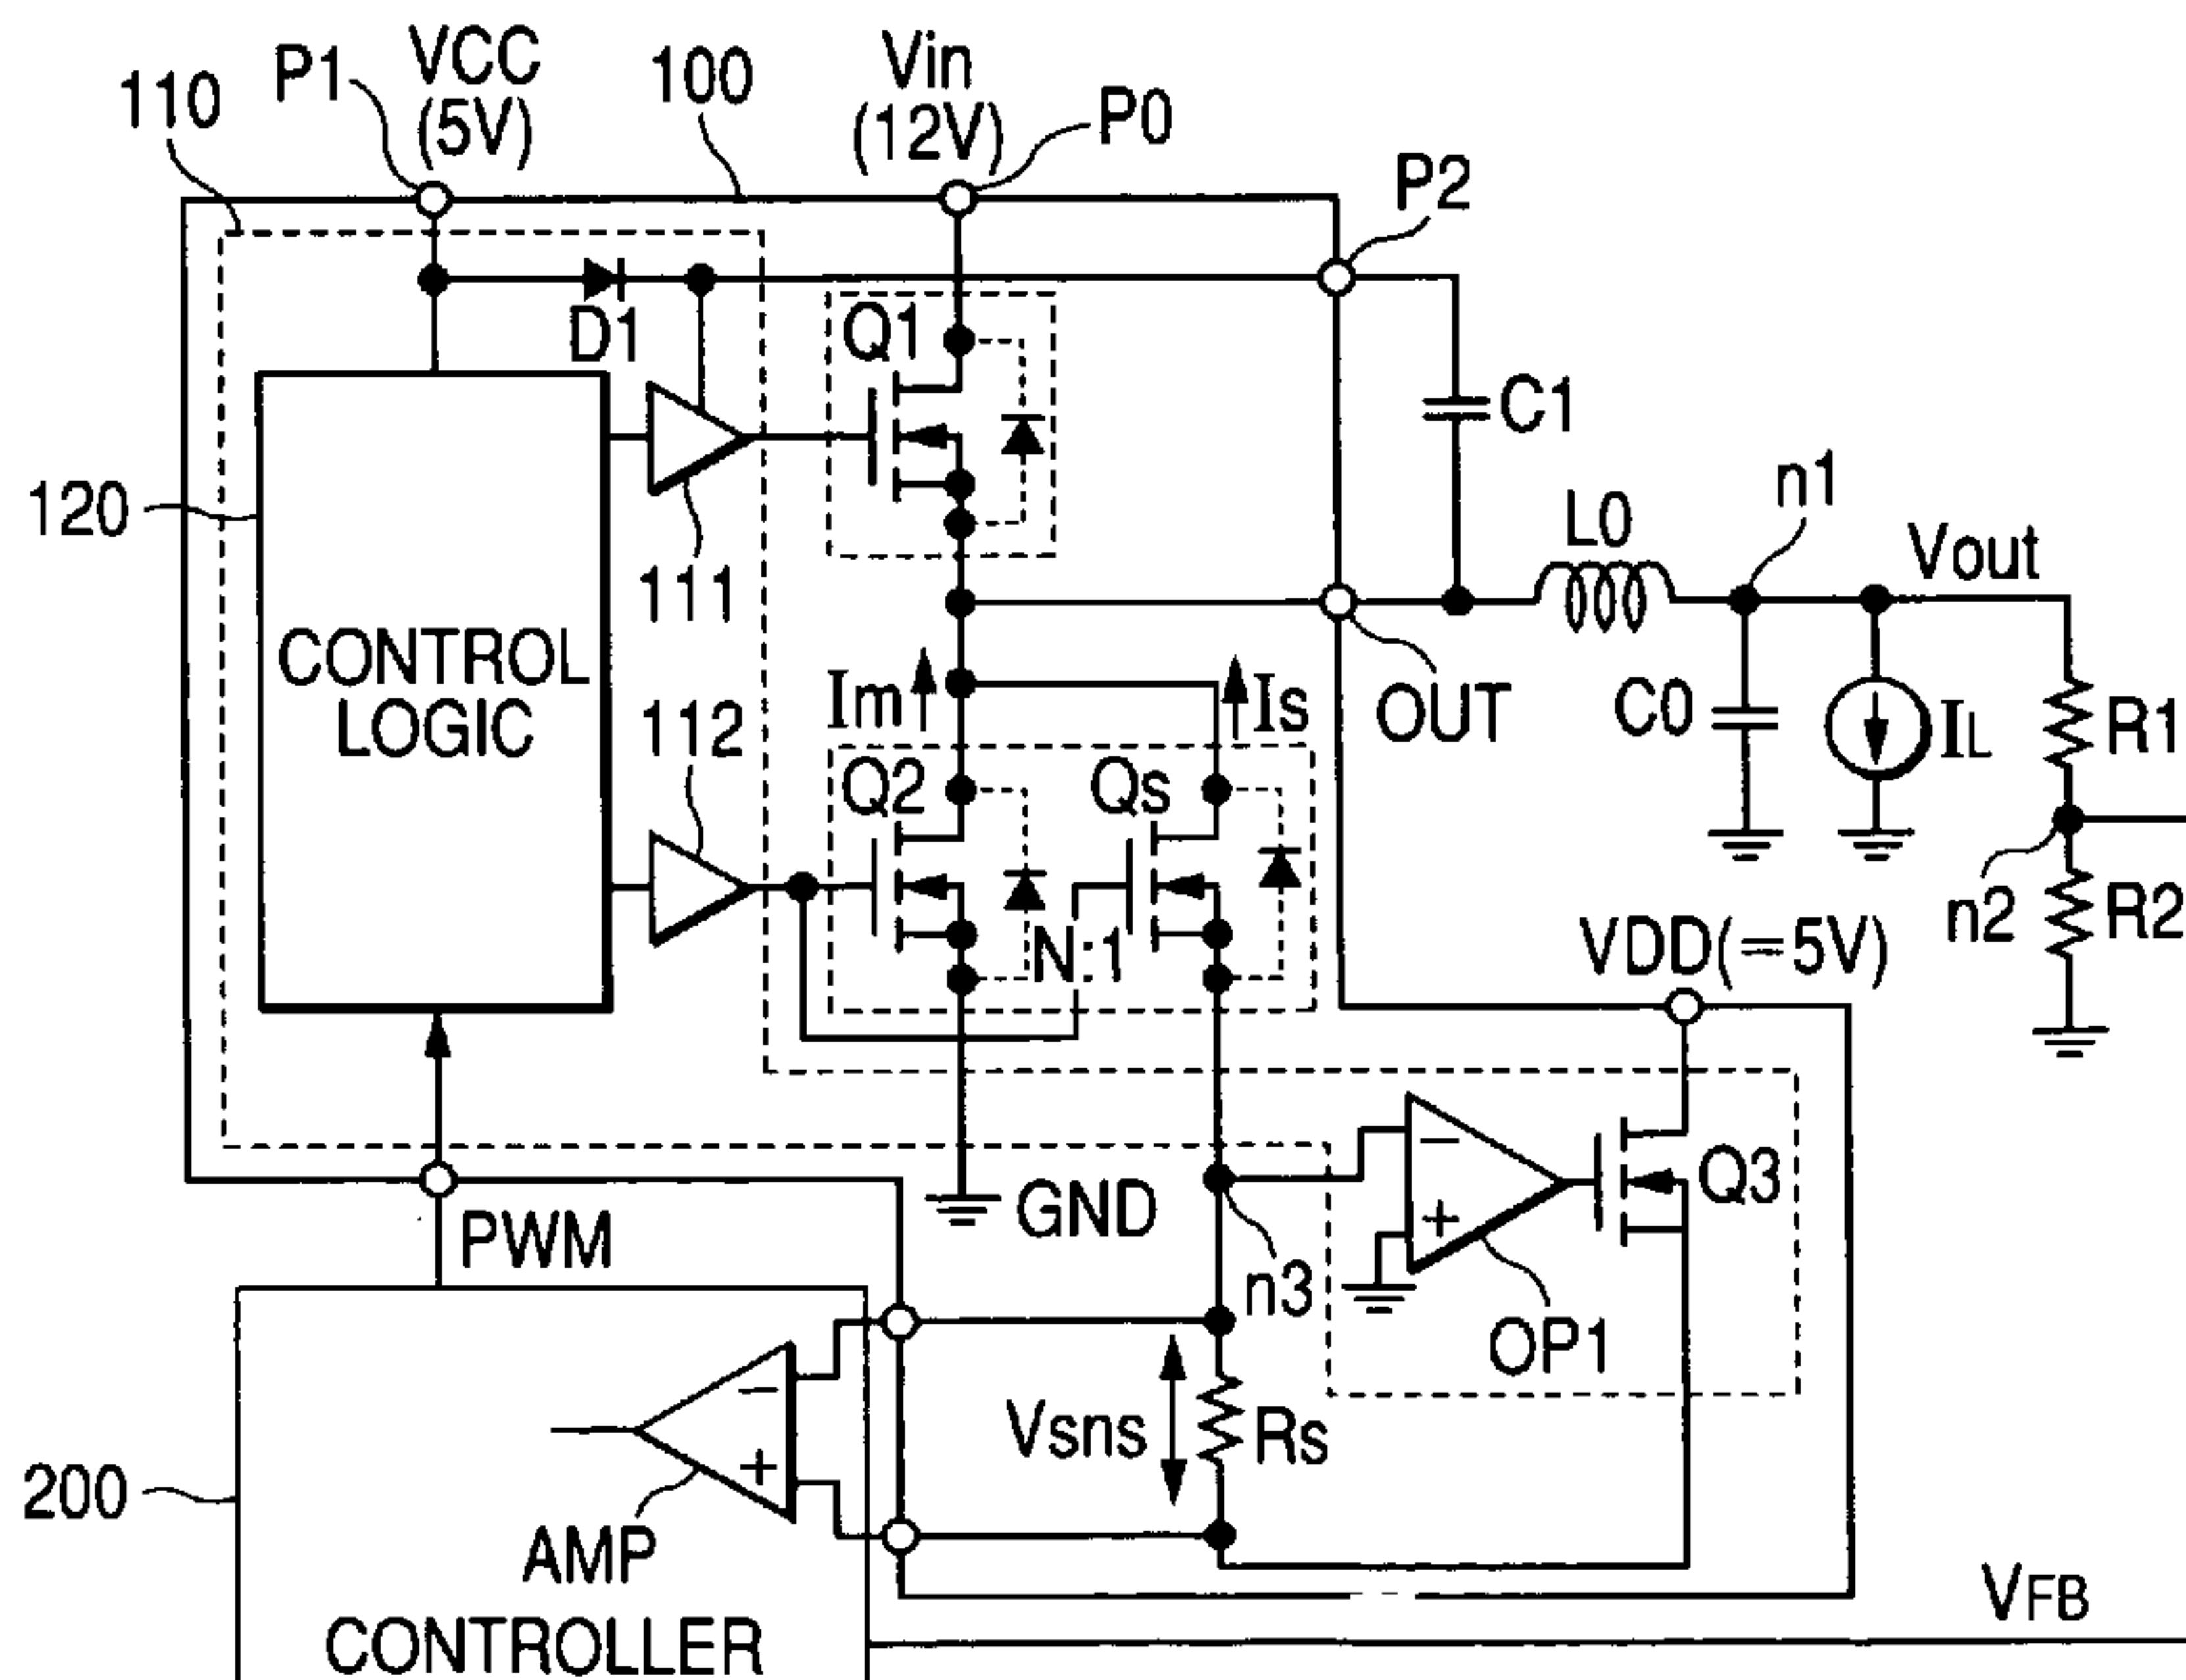 110
P1
VCC
(5V)
100
Vin
(12V)
P0
P2
D1
Q1
C1
120
111
n1
L0
Vout
CONTROL
LOGIC
Im
Is
OUT
C0
IL
R1
112
Q2
Qs
N:1
n2
R2
VDD(=5V)
PWM
GND
n3
−
+
Q3
OP1
−
+
Vsns
Rs
200
AMP
CONTROLLER
VFB